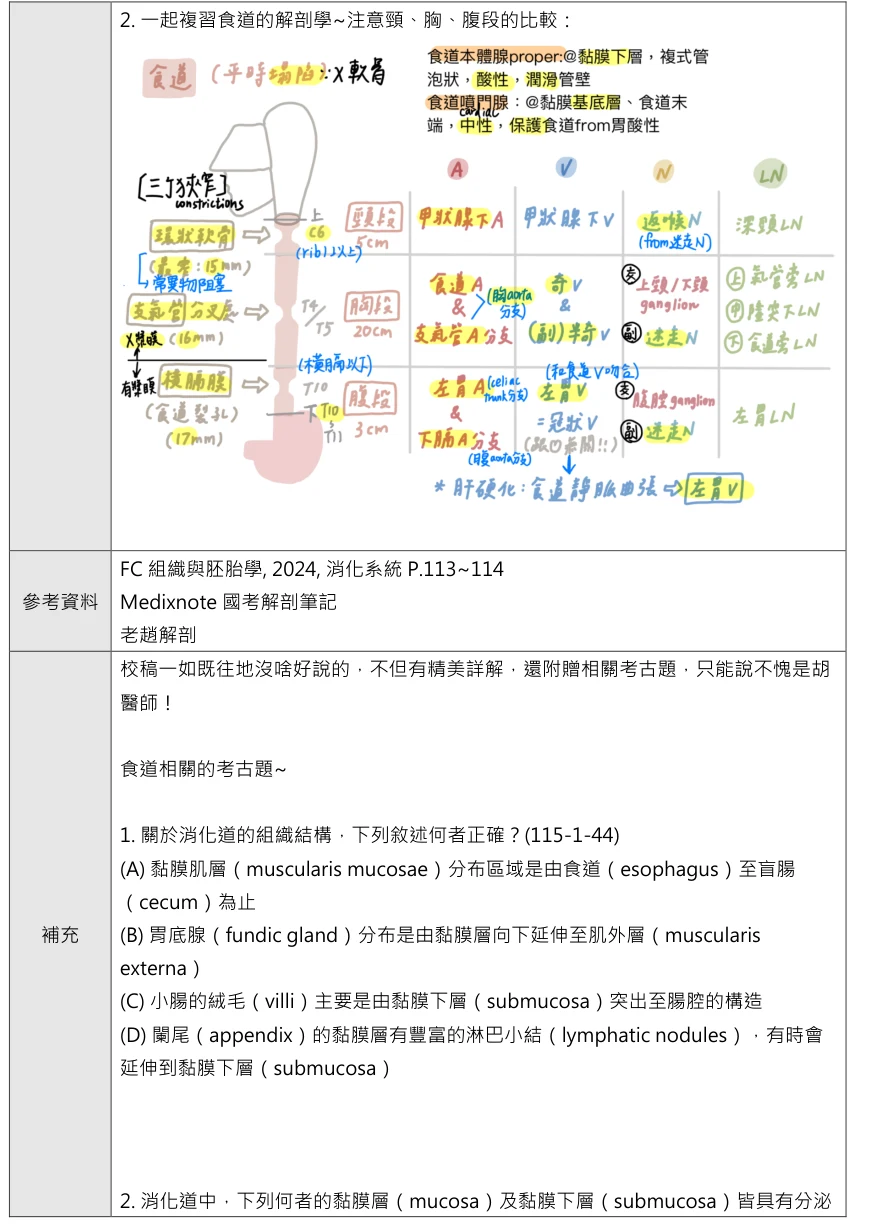 2. 一起複習食道的解剖學~注意頸、胸、腹段的比較：
食道（平時塌陷）∵X軟骨
食道本體腺proper:@黏膜下層，複式管
泡狀，酸性，潤滑管壁
食道噴門腺：@黏膜基底層、食道末
cardiac
端，中性，保護食道from胃酸性
A V N LN
[三個狹窄]
constrictions
上
C6
(rib1以上)
頸段
5cm
甲狀腺下A
甲狀腺下V
返喉N
(from迷走N)
深頸LN
環狀軟骨
(最窄：15mm)
常異物阻塞
支氣管分叉處
X漿膜 (16mm)
T4/T5
胸段
20cm
食道A
&
支氣管A分支
(胸aorta分支)
奇V
&
(副)半奇V
交 上頸/下頸
ganglion
副 迷走N
上 氣管旁LN
中 隆突下LN
下 食道旁LN
(橫膈以下)
有漿膜
橫膈膜
(食道裂孔)
(17mm)
T10
下 T10
~
T11
腹段
3cm
左胃A (celiac trunk分支)
&
下膈A分支
(腹aorta分支)
(和食道V吻合)
左胃V
=冠狀V
交 腹腔ganglion
副 迷走N
左胃LN
* 肝硬化：食道靜脈曲張⇨左胃V
參考資料
FC 組織與胚胎學, 2024, 消化系統 P.113~114
Medixnote 國考解剖筆記
老趙解剖
補充
校稿一如既往地沒啥好說的，不但有精美詳解，還附贈相關考古題，只能說不愧是胡
醫師！
食道相關的考古題~
1. 關於消化道的組織結構，下列敘述何者正確？(115-1-44)
(A) 黏膜肌層（muscularis mucosae）分布區域是由食道（esophagus）至盲腸
（cecum）為止
(B) 胃底腺（fundic gland）分布是由黏膜層向下延伸至肌外層（muscularis
externa）
(C) 小腸的絨毛（villi）主要是由黏膜下層（submucosa）突出至腸腔的構造
(D) 闌尾（appendix）的黏膜層有豐富的淋巴小結（lymphatic nodules），有時會
延伸到黏膜下層（submucosa）
2. 消化道中，下列何者的黏膜層（mucosa）及黏膜下層（submucosa）皆具有分泌